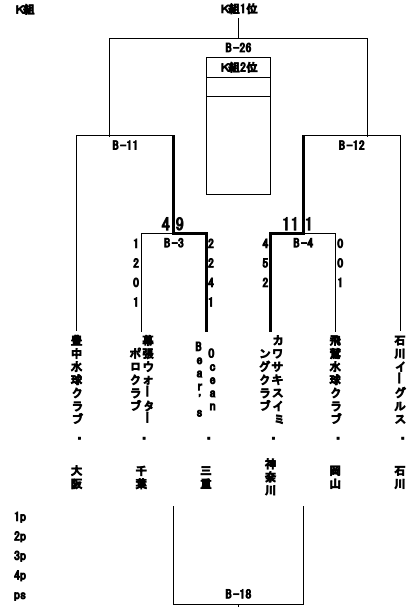 K組
K組1位
B-26
K組2位
B-11
B-12
4 9
11 1
B-3
B-4
1 2 4 0
2 2 5 0
0 4 2 1
1 1
豊中水球クラブ
幕張ウォーター
ポロクラブ
Ocean
Bear's
カワサキスイミ
ングクラブ
飛鷲水球クラブ
石川イーグルス
・ ・ ・ ・ ・ ・
大阪
千葉
三重
神奈川
岡山
石川
1p
2p
3p
4p
ps
B-18